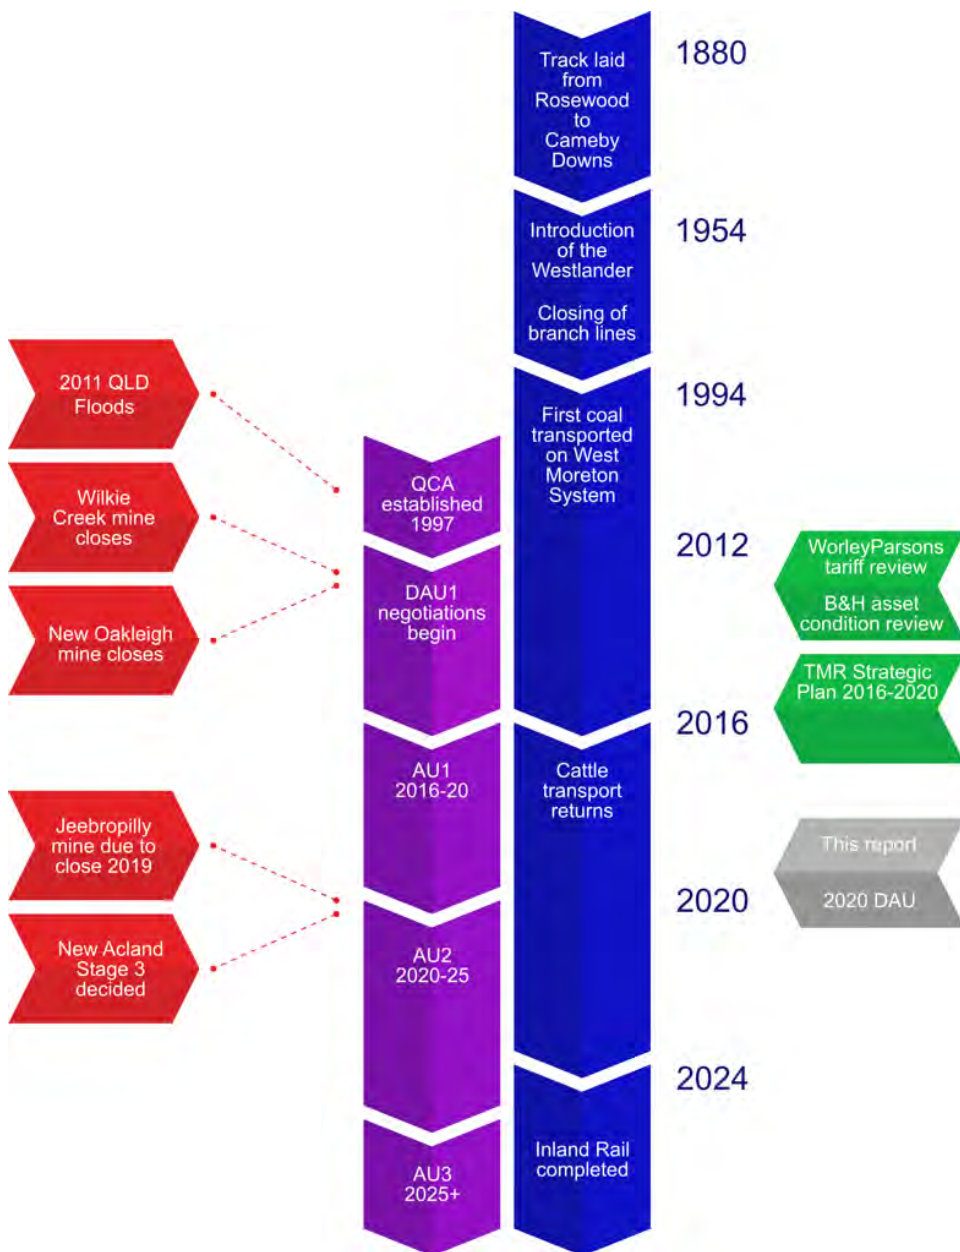 1880
Track laid
from
Rosewood
to
Cameby
Downs
1954
Introduction
of the
Westlander
Closing of
branch lines
1994
First coal
transported
on West
Moreton
System
2011 QLD
Floods
Wilkie
Creek mine
closes
New Oakleigh
mine closes
QCA
established
1997
DAU1
negotiations
begin
2012
WorleyParsons
tariff review
B&H asset
condition review
TMR Strategic
Plan 2016-2020
2016
AU1
2016-20
Cattle
transport
returns
Jeebropilly
mine due to
close 2019
New Acland
Stage 3
decided
This report
2020 DAU
2020
AU2
2020-25
2024
AU3
2025+
Inland Rail
completed